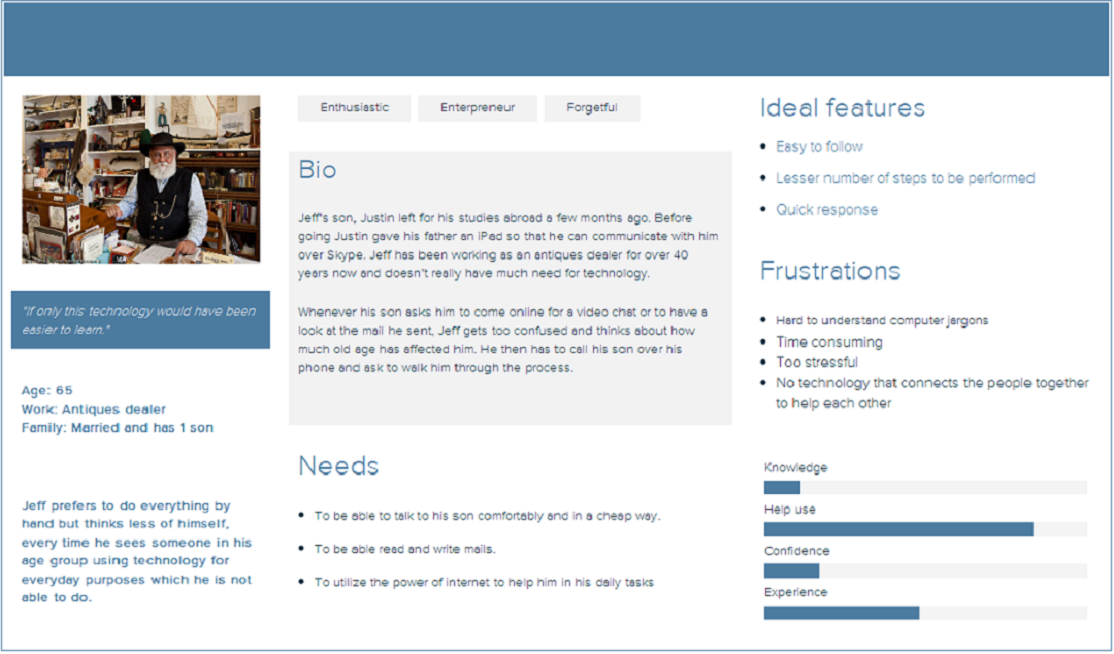 Enthusiastic
Enterpreneur
Forgetful
"If only this technology would have been
easier to learn."
Age: 65
Work: Antiques dealer
Family: Married and has 1 son
Jeff prefers to do everything by
hand but thinks less of himself,
every time he sees someone in his
age group using technology for
everyday purposes which he is not
able to do.
Bio
Jeff's son, Justin left for his studies abroad a few months ago. Before
going Justin gave his father an iPad so that he can communicate with him
over Skype. Jeff has been working as an antiques dealer for over 40
years now and doesn't really have much need for technology.
Whenever his son asks him to come online for a video chat or to have a
look at the mail he sent, Jeff gets too confused and thinks about how
much old age has affected him. He then has to call his son over his
phone and ask to walk him through the process.
Needs
• To be able to talk to his son comfortably and in a cheap way.
• To be able read and write mails.
• To utilize the power of internet to help him in his daily tasks
Ideal features
• Easy to follow
• Lesser number of steps to be performed
• Quick response
Frustrations
• Hard to understand computer jargons
• Time consuming
• Too stressful
• No technology that connects the people together
to help each other
Knowledge
Help use
Confidence
Experience